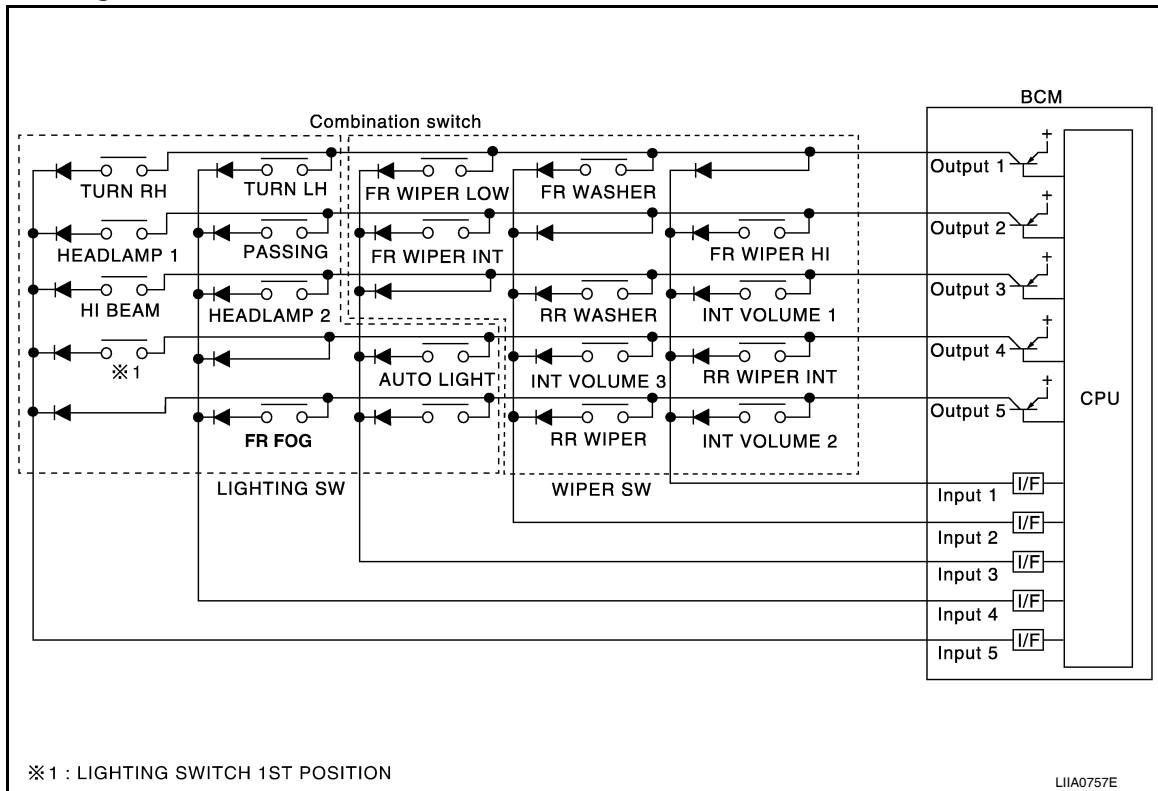 BCM
Combination switch
TURN RH
TURN LH
FR WIPER LOW
FR WASHER
Output 1
+
HEADLAMP 1
PASSING
FR WIPER INT
FR WIPER HI
Output 2
+
HI BEAM
HEADLAMP 2
RR WASHER
INT VOLUME 1
Output 3
+
※1
AUTO LIGHT
INT VOLUME 3
RR WIPER INT
Output 4
+
CPU
FR FOG
RR WIPER
INT VOLUME 2
Output 5
+
LIGHTING SW
WIPER SW
Input 1
I/F
Input 2
I/F
Input 3
I/F
Input 4
I/F
Input 5
I/F
※1 : LIGHTING SWITCH 1ST POSITION
LIIA0757E